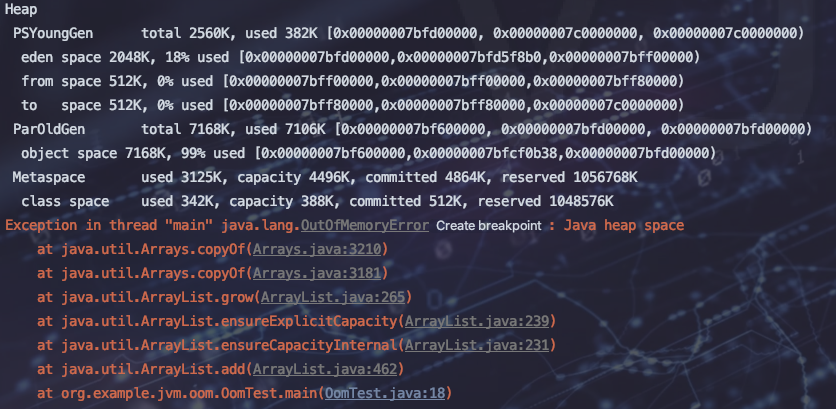 Heap
 PSYoungGen      total 2560K, used 382K [0x00000007bfd00000, 0x00000007c0000000, 0x00000007c0000000)
  eden space 2048K, 18% used [0x00000007bfd00000,0x00000007bfd5f8b0,0x00000007bff00000)
  from space 512K, 0% used [0x00000007bff00000,0x00000007bff00000,0x00000007bff80000)
  to   space 512K, 0% used [0x00000007bff80000,0x00000007bff80000,0x00000007c0000000)
 ParOldGen       total 7168K, used 7106K [0x00000007bf600000, 0x00000007bfd00000, 0x00000007bfd00000)
  object space 7168K, 99% used [0x00000007bf600000,0x00000007bfcf0b38,0x00000007bfd00000)
 Metaspace       used 3125K, capacity 4496K, committed 4864K, reserved 1056768K
  class space    used 342K, capacity 388K, committed 512K, reserved 1048576K
Exception in thread "main" java.lang.OutOfMemoryError Create breakpoint : Java heap space
    at java.util.Arrays.copyOf(Arrays.java:3210)
    at java.util.Arrays.copyOf(Arrays.java:3181)
    at java.util.ArrayList.grow(ArrayList.java:265)
    at java.util.ArrayList.ensureExplicitCapacity(ArrayList.java:239)
    at java.util.ArrayList.ensureCapacityInternal(ArrayList.java:231)
    at java.util.ArrayList.add(ArrayList.java:462)
    at org.example.jvm.oom.OomTest.main(OomTest.java:18)